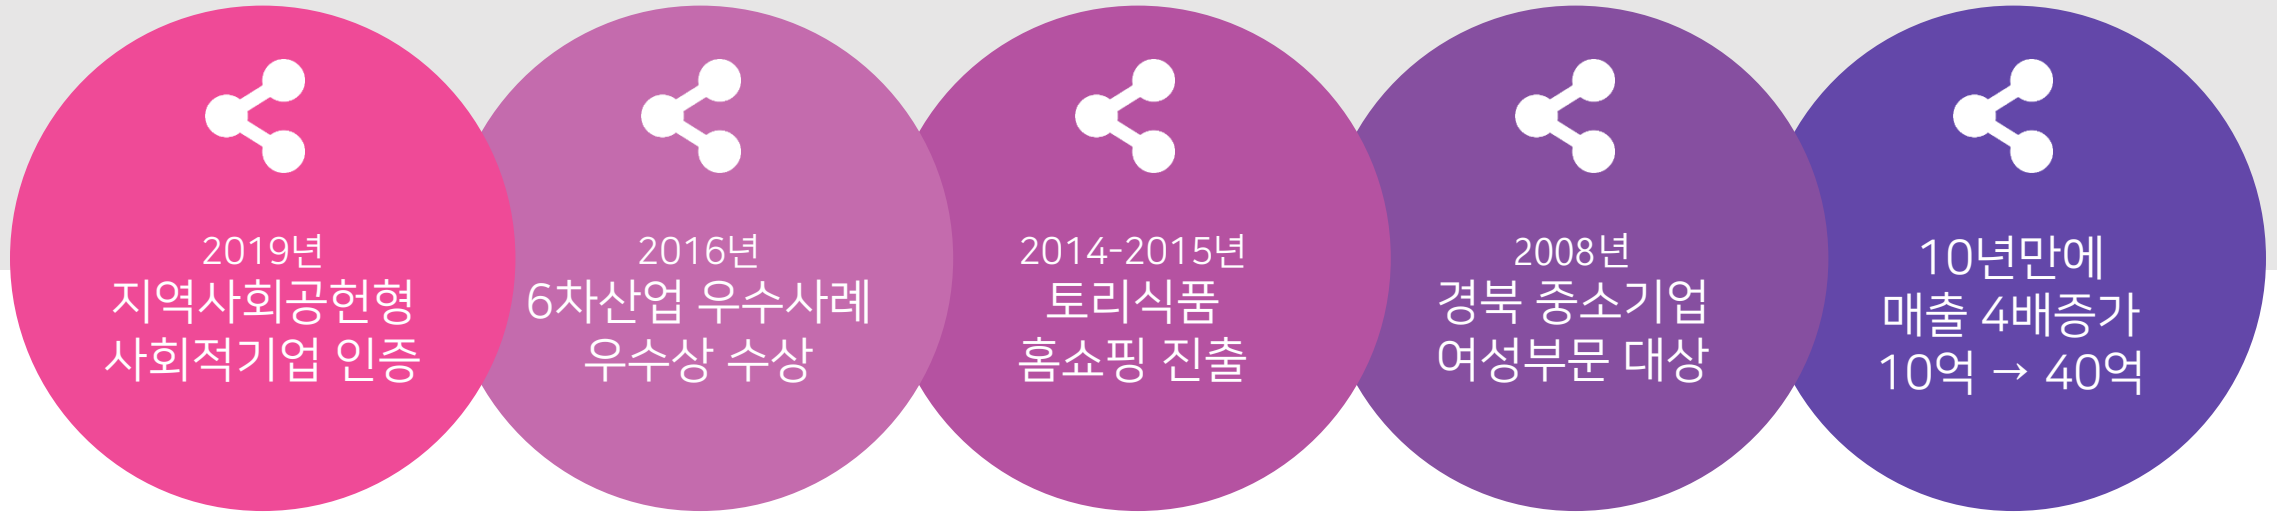 2019년
지역사회공헌형
사회적기업 인증
2016년
6차산업 우수사례
우수상 수상
2014-2015년
토리식품
홈쇼핑 진출
2008년
경북 중소기업
여성부문 대상
10년만에
매출 4배증가
10억 → 40억